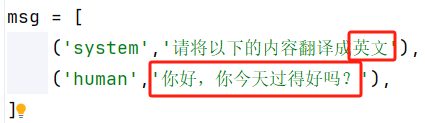 msg = [
('system','请将以下的内容翻译成英文'),
('human','你好，你今天过得好吗？'),
]